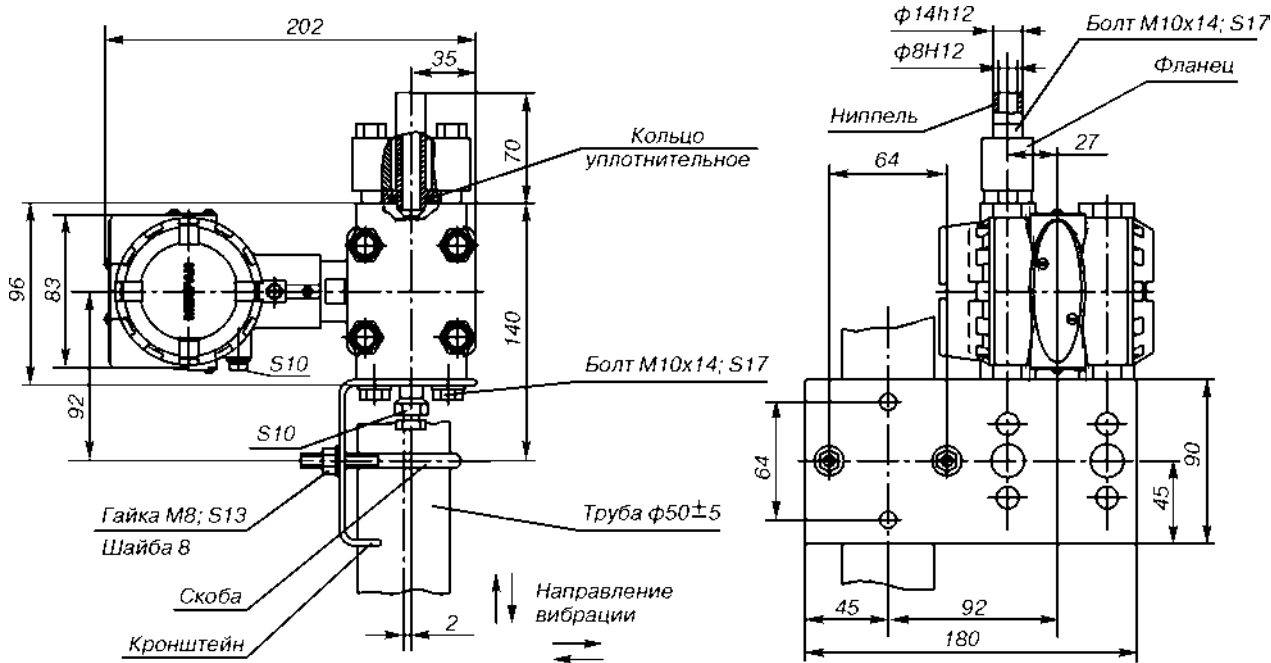 202
35
70
Кольцо
уплотнительное
96
83
92
140
S10
Болт М10х14; S17
S10
Гайка М8; S13
Шайба 8
Труба ф50±5
Скоба
Кронштейн
2
Направление
вибрации
ф14h12
ф8Н12
Болт М10х14; S17
Фланец
Ниппель
27
64
64
90
45
45
92
180